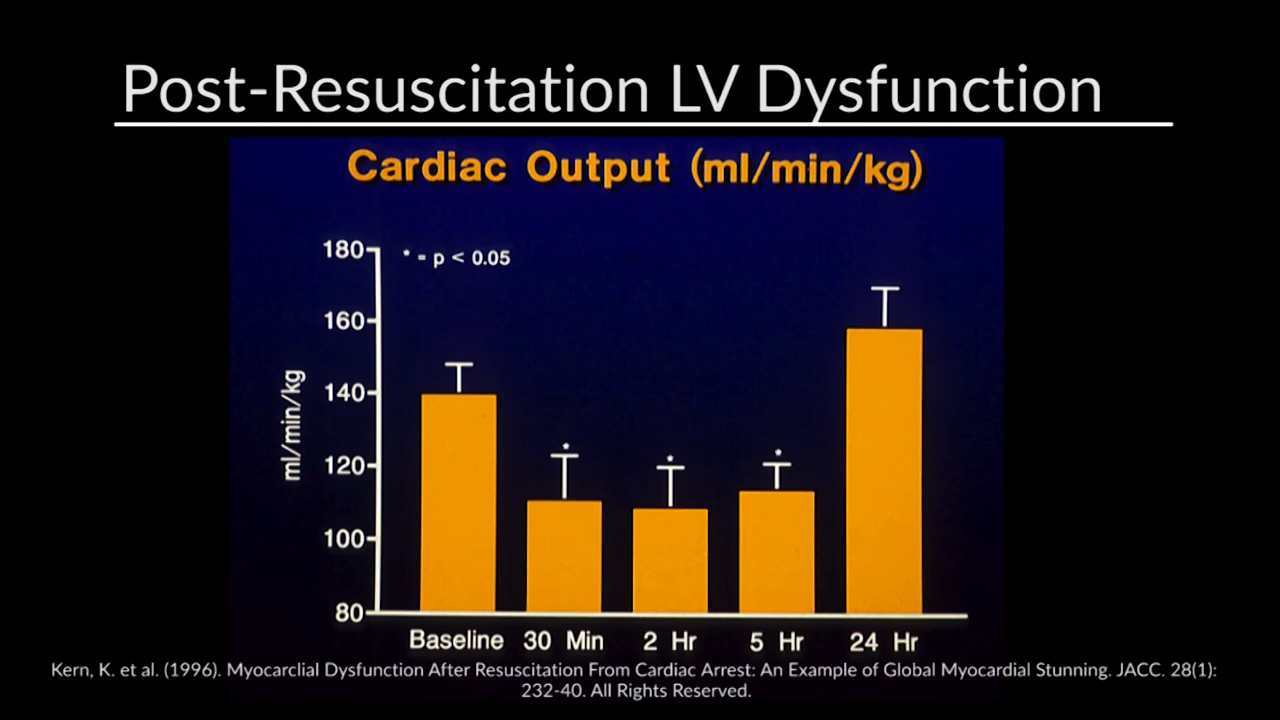 Post-Resuscitation LV Dysfunction
Cardiac Output (ml/min/kg)
180
* = p < 0.05
160
140
120
100
80
ml/min/kg
*
*
*
Baseline 30 Min 2 Hr 5 Hr 24 Hr
Kern, K. et al. (1996). Myocarclial Dysfunction After Resuscitation From Cardiac Arrest: An Example of Global Myocardial Stunning. JACC. 28(1):
232-40. All Rights Reserved.